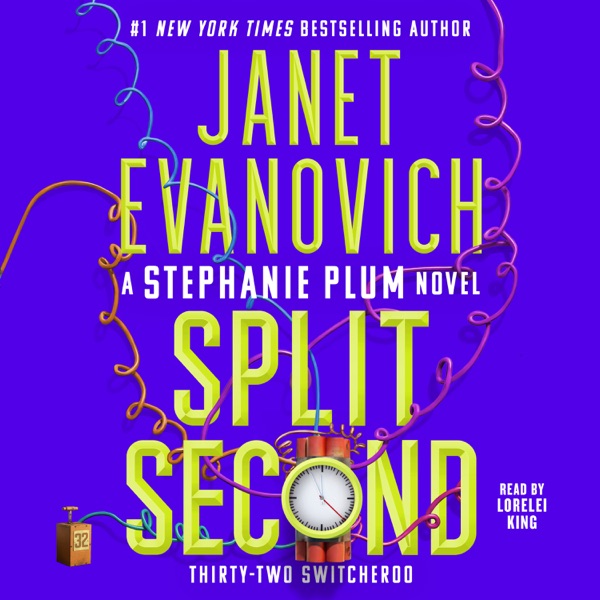 #1 NEW YORK TIMES BESTSELLING AUTHOR
JANET
EVANOVICH
A STEPHANIE PLUM NOVEL
SPLIT
SECOND
READ BY
LORELEI
KING
32
THIRTY-TWO SWITCHEROO